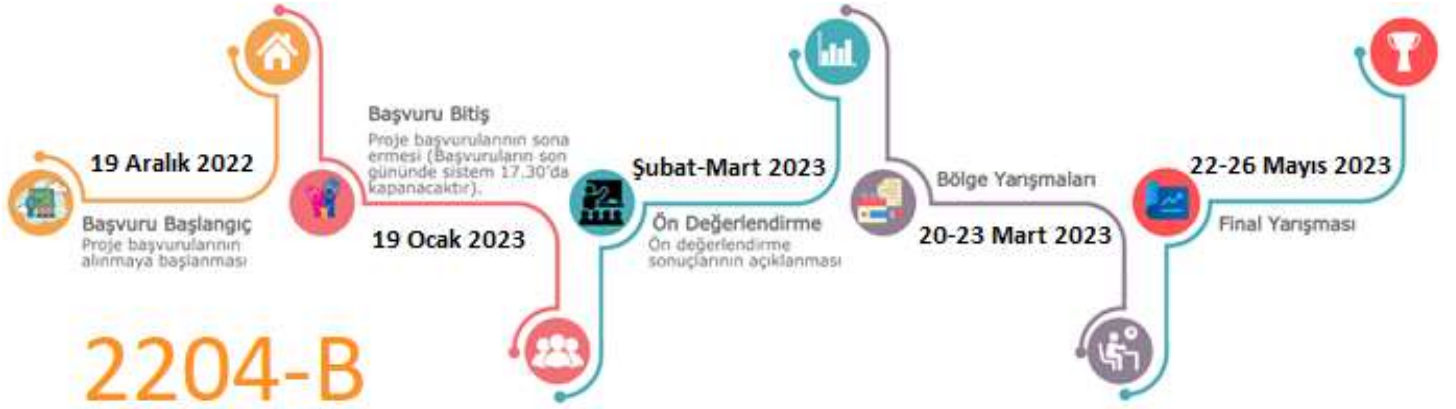 19 Aralık 2022
Başvuru Başlangıç
Proje başvurularının
alınmaya başlanması
Başvuru Bitiş
Proje başvurularının sona
ermesi (Başvuruların son
gününde sistem 17.30'da
kapanacaktır).
19 Ocak 2023
Şubat-Mart 2023
Ön Değerlendirme
Ön değerlendirme
sonuçlarının açıklanması
Bölge Yarışmaları
20-23 Mart 2023
22-26 Mayıs 2023
Final Yarışması
2204-B